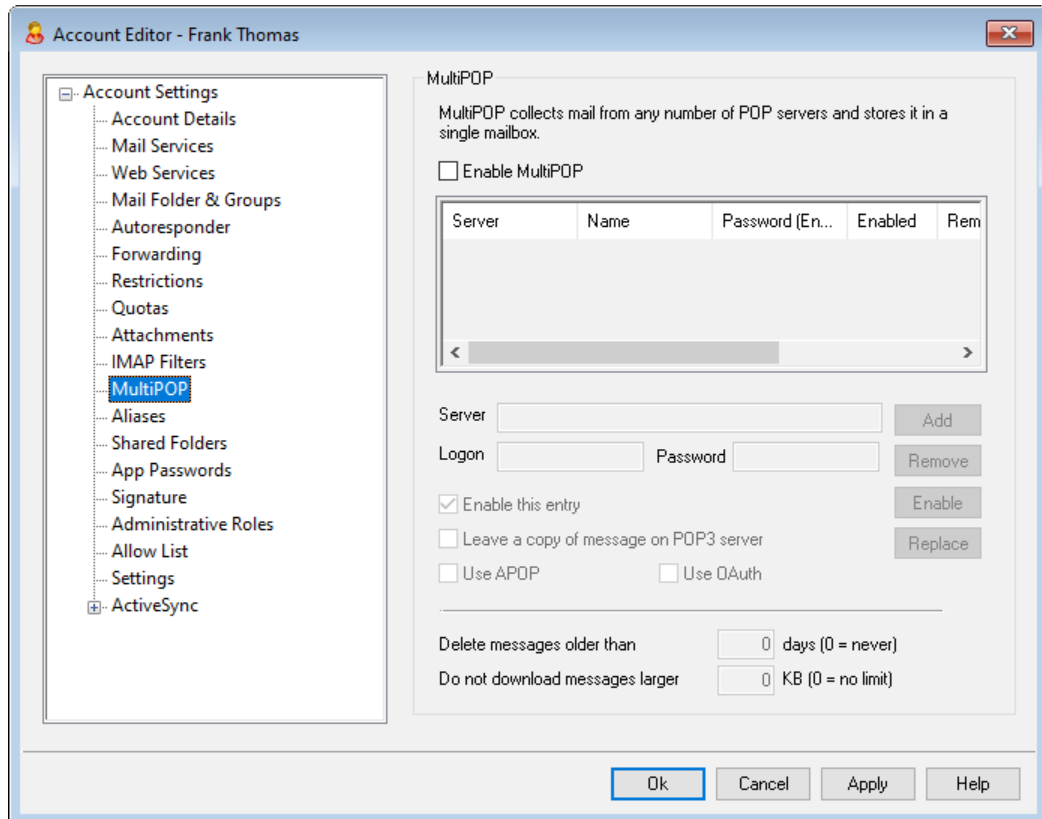 Account Editor - Frank Thomas
Account Settings
Account Details
Mail Services
Web Services
Mail Folder & Groups
Autoresponder
Forwarding
Restrictions
Quotas
Attachments
IMAP Filters
MultiPOP
Aliases
Shared Folders
App Passwords
Signature
Administrative Roles
Allow List
Settings
ActiveSync
MultiPOP
MultiPOP collects mail from any number of POP servers and stores it in a
single mailbox.
Enable MultiPOP
Server Name Password (En... Enabled Rem
Server Add
Logon Password Remove
Enable this entry Enable
Leave a copy of message on POP3 server Replace
Use APOP Use OAuth
Delete messages older than 0 days (0 = never)
Do not download messages larger 0 KB (0 = no limit)
Ok Cancel Apply Help